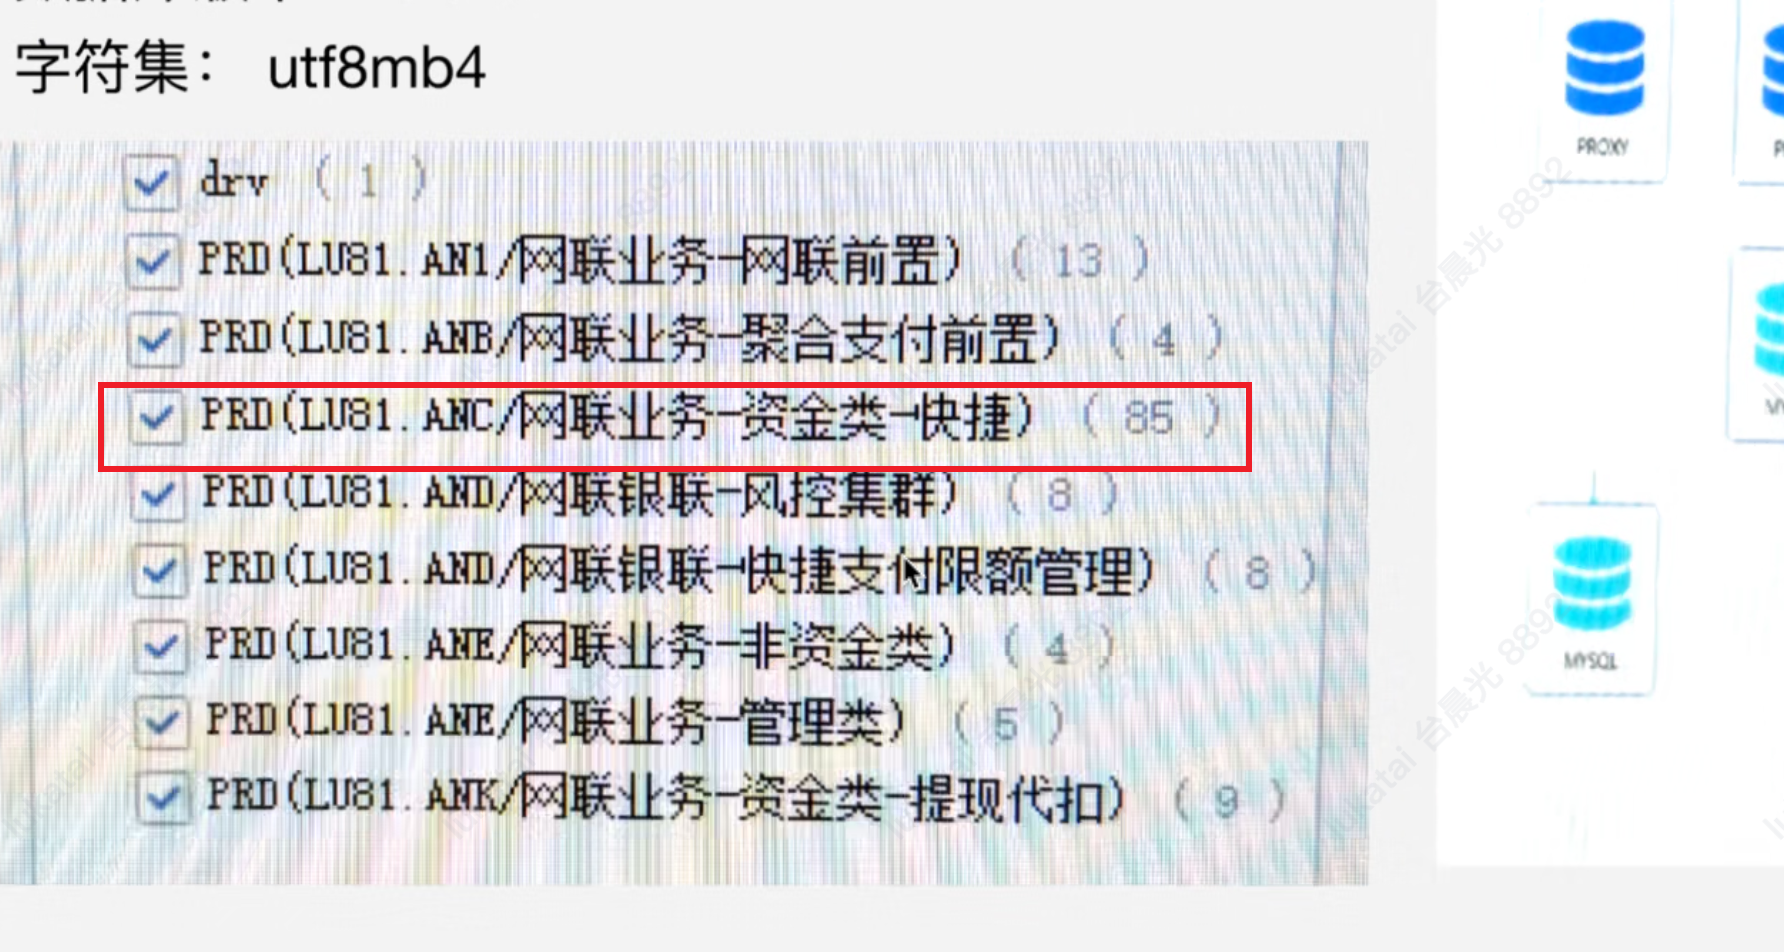 字符集： utf8mb4
drv （ 1 ）
PRD(LU81.AN1/网联业务-网联前置) （ 13 ）
PRD(LU81.ANB/网联业务-聚合支付前置) （ 4 ）
PRD(LU81.ANC/网联业务-资金类-快捷) （ 85 ）
PRD(LU81.AND/网联银联-风控集群) （ 8 ）
PRD(LU81.AND/网联银联-快捷支付限额管理) （ 8 ）
PRD(LU81.ANE/网联业务-非资金类) （ 4 ）
PRD(LU81.ANE/网联业务-管理类) （ 5 ）
PRD(LU81.ANK/网联业务-资金类-提现代扣) （ 9 ）
PROXY
MYSQL
lukatai 台晨光 8892
lukatai 台晨光 8892